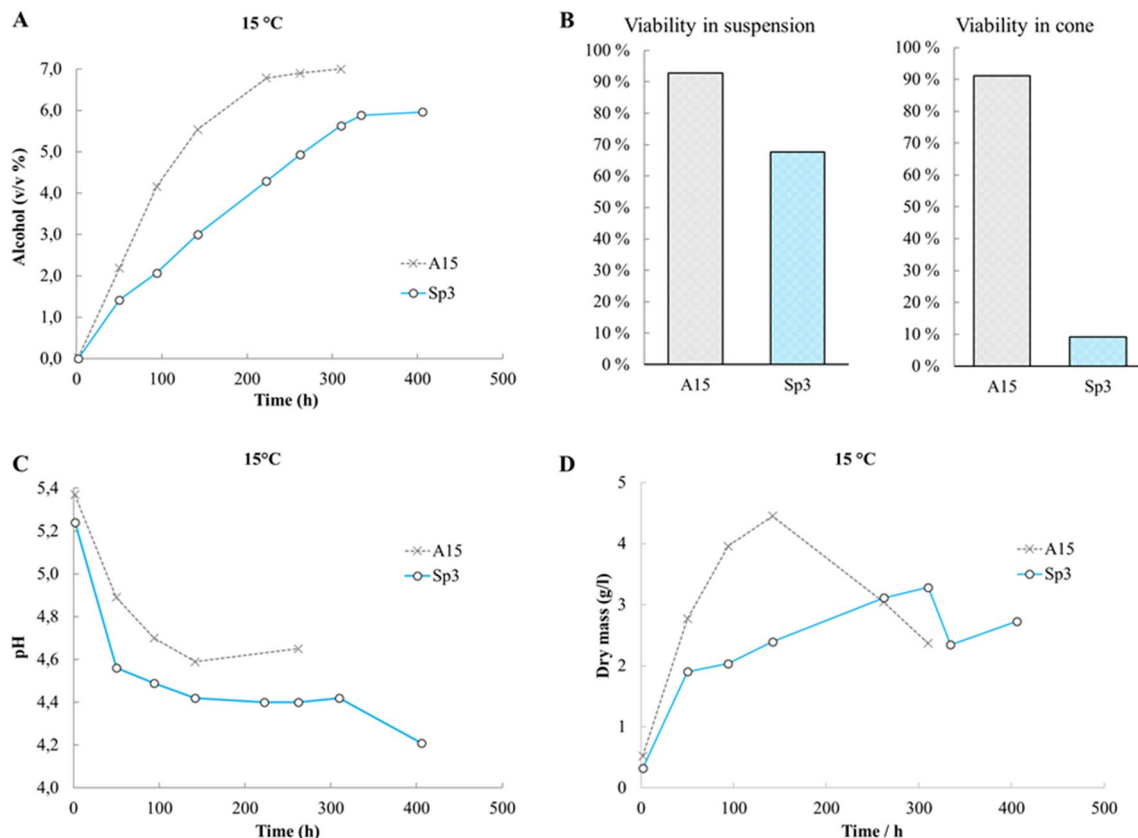 A
15 °C
Alcohol (v/v %)
7,0
6,0
5,0
4,0
3,0
2,0
1,0
0,0
0
100
200
300
400
500
Time (h)
A15
Sp3
B
Viability in suspension
100 %
90 %
80 %
70 %
60 %
50 %
40 %
30 %
20 %
10 %
0 %
A15
Sp3
Viability in cone
100 %
90 %
80 %
70 %
60 %
50 %
40 %
30 %
20 %
10 %
0 %
A15
Sp3
C
15°C
pH
5,4
5,2
5,0
4,8
4,6
4,4
4,2
4,0
0
100
200
300
400
500
Time (h)
A15
Sp3
D
15 °C
Dry mass (g/l)
5
4
3
2
1
0
0
100
200
300
400
500
Time / h
A15
Sp3